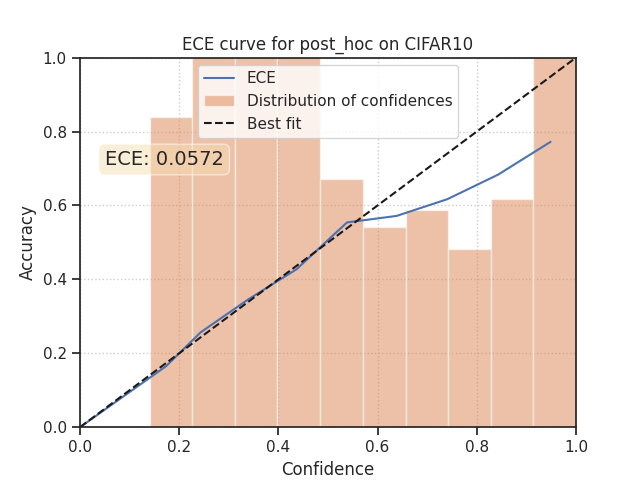 ECE curve for post_hoc on CIFAR10
1.0
0.8
0.6
0.4
0.2
0.0
Accuracy
ECE
Distribution of confidences
Best fit
ECE: 0.0572
0.0 0.2 0.4 0.6 0.8 1.0
Confidence